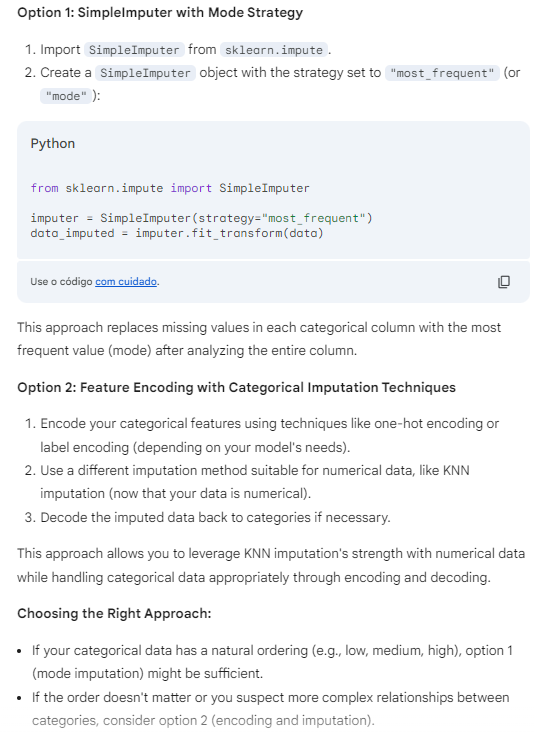 Option 1: SimpleImputer with Mode Strategy
1. Import SimpleImputer from sklearn.impute .
2. Create a SimpleImputer object with the strategy set to "most_frequent" (or
"mode" ):
Python
from sklearn.impute import SimpleImputer
imputer = SimpleImputer(strategy="most_frequent")
data_imputed = imputer.fit_transform(data)
Use o código com cuidado.
This approach replaces missing values in each categorical column with the most
frequent value (mode) after analyzing the entire column.
Option 2: Feature Encoding with Categorical Imputation Techniques
1. Encode your categorical features using techniques like one-hot encoding or
label encoding (depending on your model's needs).
2. Use a different imputation method suitable for numerical data, like KNN
imputation (now that your data is numerical).
3. Decode the imputed data back to categories if necessary.
This approach allows you to leverage KNN imputation's strength with numerical data
while handling categorical data appropriately through encoding and decoding.
Choosing the Right Approach:
• If your categorical data has a natural ordering (e.g., low, medium, high), option 1
(mode imputation) might be sufficient.
• If the order doesn't matter or you suspect more complex relationships between
categories, consider option 2 (encoding and imputation).